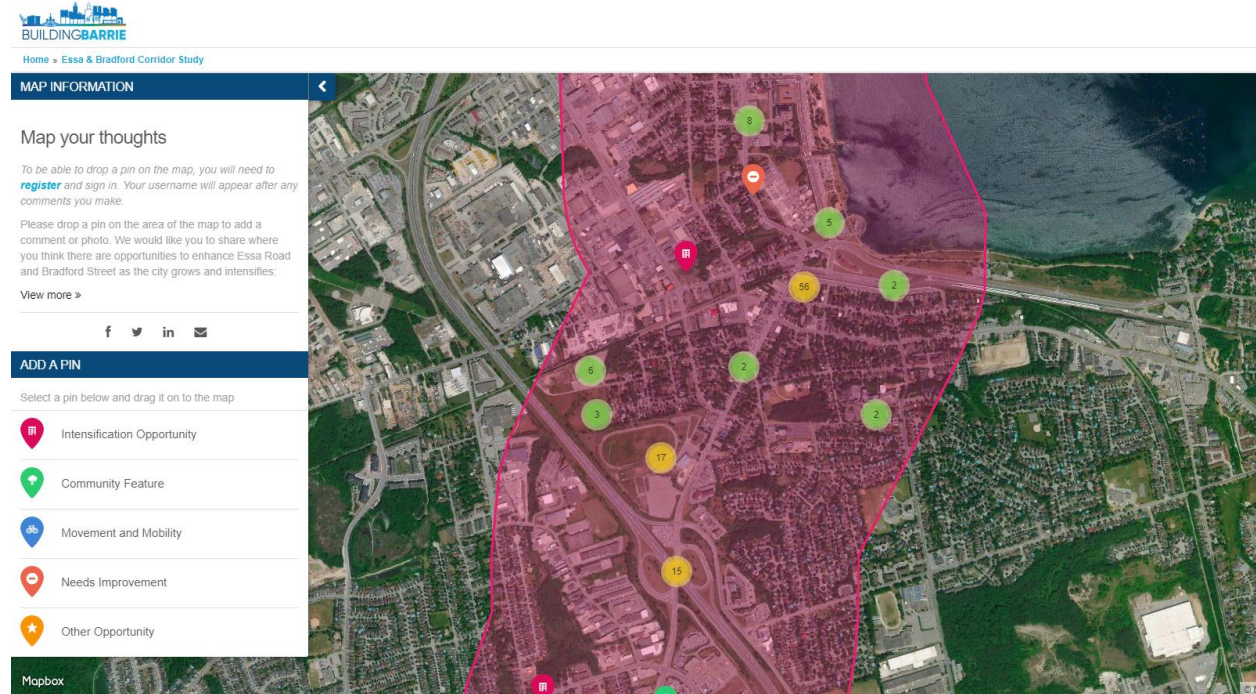 BUILDINGBARRIE
Home » Essa & Bradford Corridor Study
MAP INFORMATION
Map your thoughts
To be able to drop a pin on the map, you will need to
register and sign in. Your username will appear after any
comments you make.
Please drop a pin on the area of the map to add a
comment or photo. We would like you to share where
you think there are opportunities to enhance Essa Road
and Bradford Street as the city grows and intensifies:
View more »
ADD A PIN
Select a pin below and drag it on to the map
Intensification Opportunity
Community Feature
Movement and Mobility
Needs Improvement
Other Opportunity
Mapbox
8
5
56
2
6
2
3
2
17
15